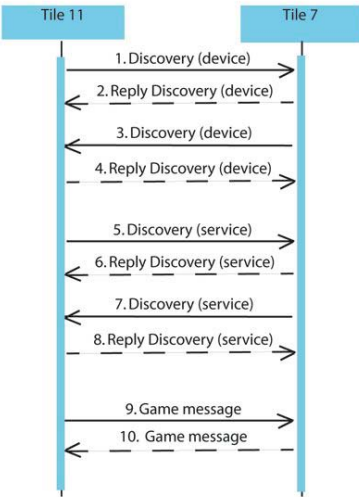 Tile 11
Tile 7
1. Discovery (device)
2. Reply Discovery (device)
3. Discovery (device)
4. Reply Discovery (device)
5. Discovery (service)
6. Reply Discovery (service)
7. Discovery (service)
8. Reply Discovery (service)
9. Game message
10. Game message